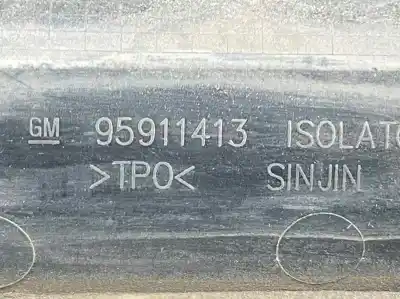 GM 95911413 ISOLATO
>TPO< SINJIN